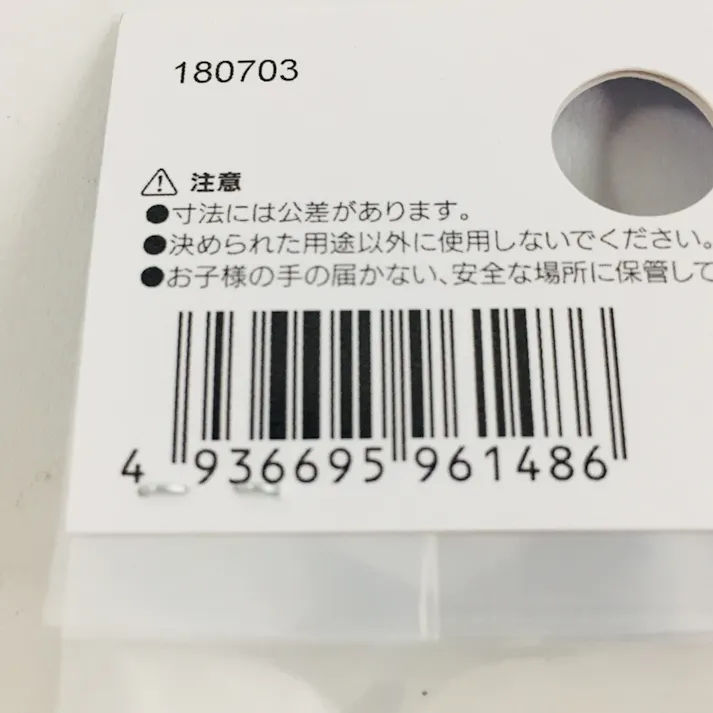 180703
⚠ 注意
●寸法には公差があります。
●決められた用途以外に使用しないでください。
●お子様の手の届かない、安全な場所に保管して
4 936695 961486